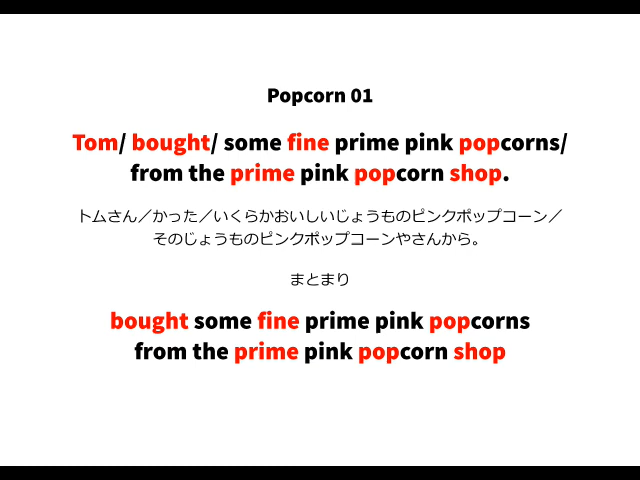 Popcorn 01
Tom/ bought/ some fine prime pink popcorns/
from the prime pink popcorn shop.
トムさん／かった／いくらかおいしいじょうものピンクポップコーン／
そのじょうものピンクポップコーンやさんから。
まとまり
bought some fine prime pink popcorns
from the prime pink popcorn shop